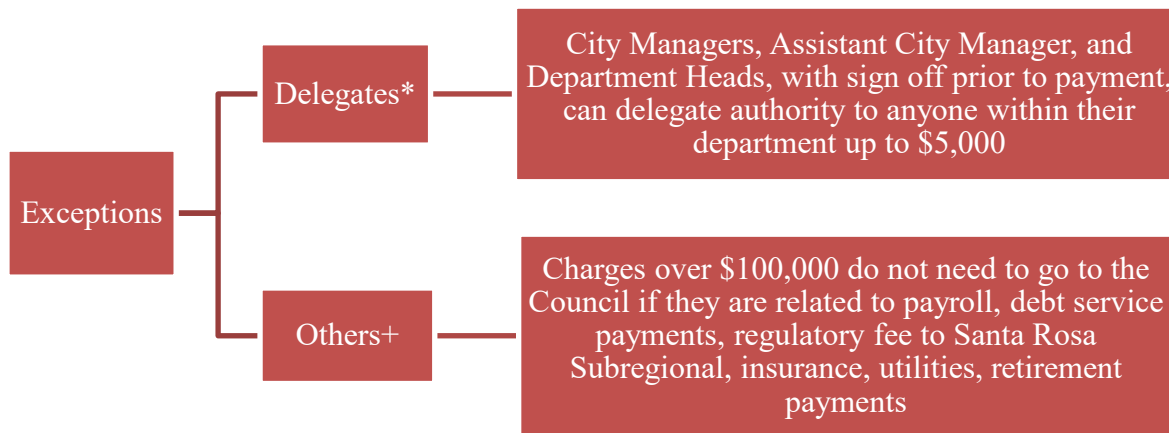 Exceptions
Delegates*
City Managers, Assistant City Manager, and
Department Heads, with sign off prior to payment,
can delegate authority to anyone within their
department up to $5,000
Others+
Charges over $100,000 do not need to go to the
Council if they are related to payroll, debt service
payments, regulatory fee to Santa Rosa
Subregional, insurance, utilities, retirement
payments